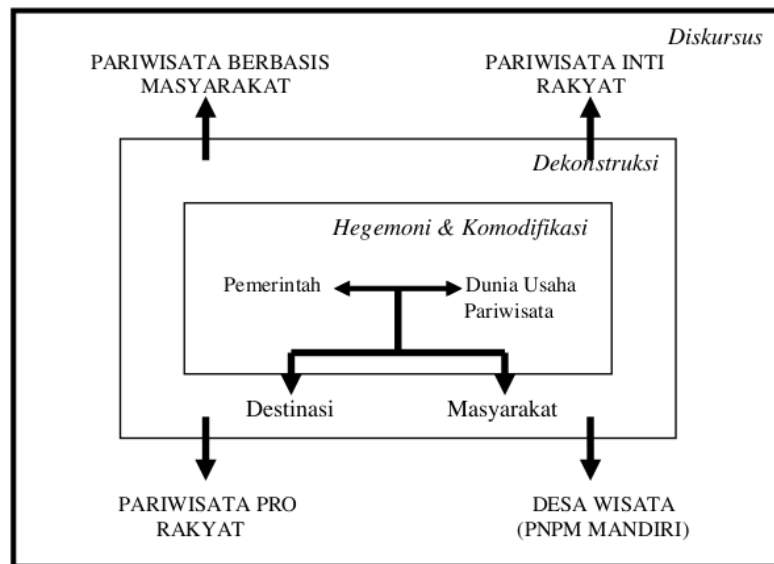 Diskursus
PARIWISATA BERBASIS
MASYARAKAT
PARIWISATA INTI
RAKYAT
Dekonstruksi
Hegemoni & Komodifikasi
Pemerintah
Dunia Usaha
Pariwisata
Destinasi
Masyarakat
PARIWISATA PRO
RAKYAT
DESA WISATA
(PNPM MANDIRI)